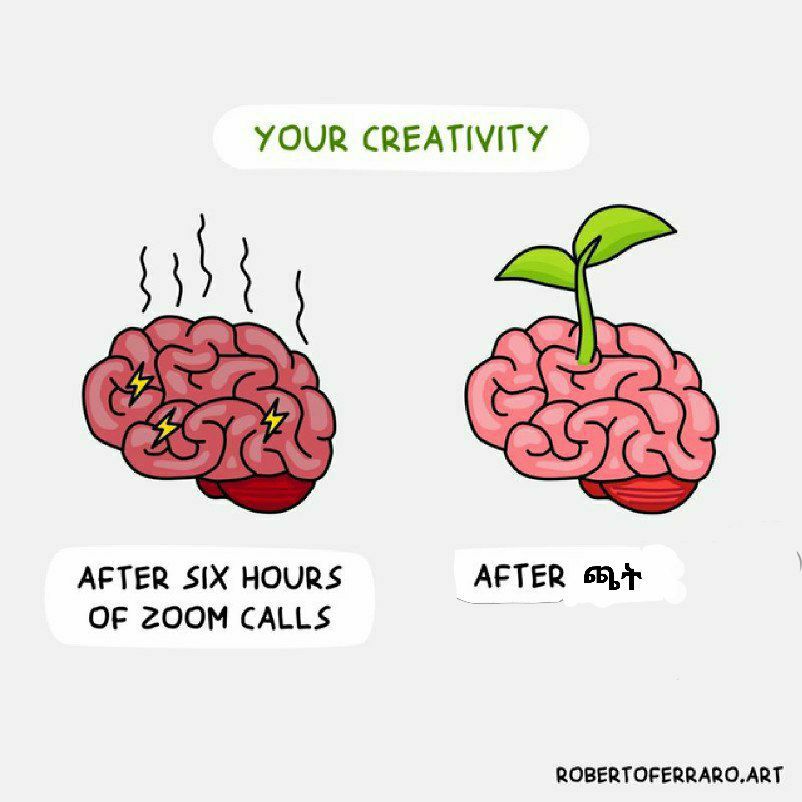 YOUR CREATIVITY
AFTER SIX HOURS
OF ZOOM CALLS
AFTER ጫት
ROBERTOFERRARO.ART